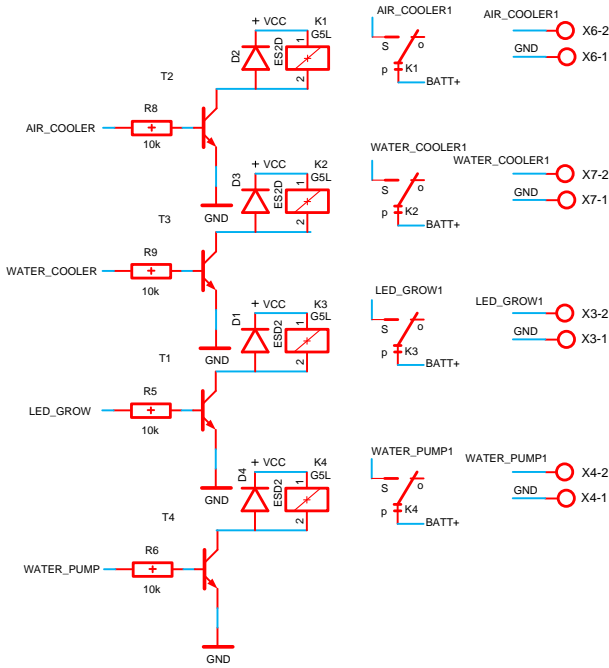 + VCC
K1
G5L
D2
ES2D
1
2
T2
R8
10k
AIR_COOLER
GND
AIR_COOLER1
S
o
p
K1
BATT+
AIR_COOLER1
X6-2
GND
X6-1
+ VCC
K2
G5L
D3
ES2D
1
2
T3
R9
10k
WATER_COOLER
GND
WATER_COOLER1
S
o
p
K2
BATT+
WATER_COOLER1
X7-2
GND
X7-1
+ VCC
K3
G5L
D1
ESD2
1
2
T1
R5
10k
LED_GROW
GND
LED_GROW1
S
o
p
K3
BATT+
LED_GROW1
X3-2
GND
X3-1
+ VCC
K4
G5L
D4
ESD2
1
2
T4
R6
10k
WATER_PUMP
GND
WATER_PUMP1
S
o
p
K4
BATT+
WATER_PUMP1
X4-2
GND
X4-1